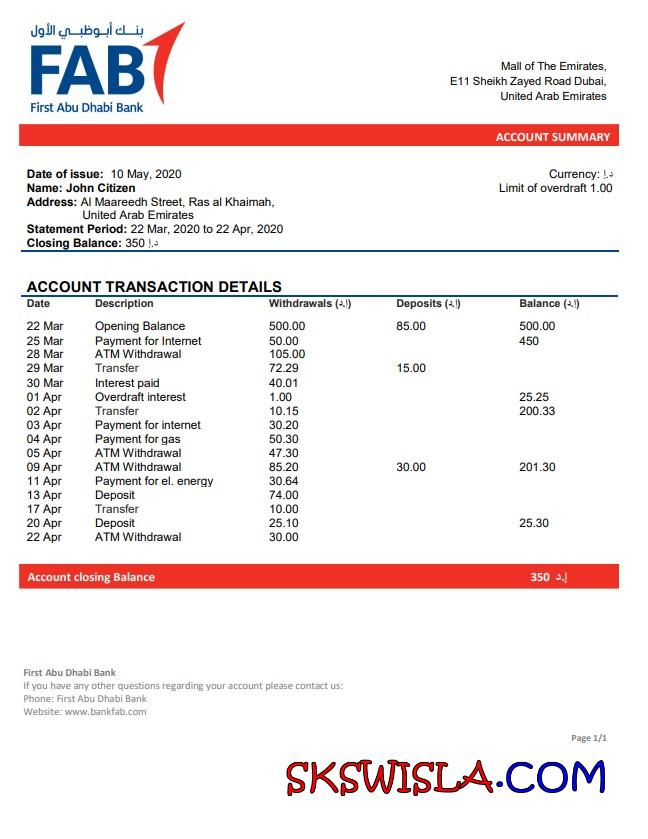 بنك أبوظبي الأول
FAB
First Abu Dhabi Bank
Mall of The Emirates,
E11 Sheikh Zayed Road Dubai,
United Arab Emirates
ACCOUNT SUMMARY
Date of issue: 10 May, 2020
Currency: د.إ
Name: John Citizen
Limit of overdraft 1.00
Address: Al Maareedh Street, Ras al Khaimah,
United Arab Emirates
Statement Period: 22 Mar, 2020 to 22 Apr, 2020
Closing Balance: 350 د.إ
ACCOUNT TRANSACTION DETAILS
Date Description Withdrawals (د.إ) Deposits (د.إ) Balance (د.إ)
22 Mar Opening Balance 500.00 85.00 500.00
25 Mar Payment for Internet 50.00 450
28 Mar ATM Withdrawal 105.00
29 Mar Transfer 72.29 15.00
30 Mar Interest paid 40.01
01 Apr Overdraft interest 1.00 25.25
02 Apr Transfer 10.15 200.33
03 Apr Payment for internet 30.20
04 Apr Payment for gas 50.30
05 Apr ATM Withdrawal 47.30
09 Apr ATM Withdrawal 85.20 30.00 201.30
11 Apr Payment for el. energy 30.64
13 Apr Deposit 74.00
17 Apr Transfer 10.00
20 Apr Deposit 25.10 25.30
22 Apr ATM Withdrawal 30.00
Account closing Balance 350 د.إ
First Abu Dhabi Bank
If you have any other questions regarding your account please contact us:
Phone: First Abu Dhabi Bank
Website: www.bankfab.com
Page 1/1
SKSWISLA.COM